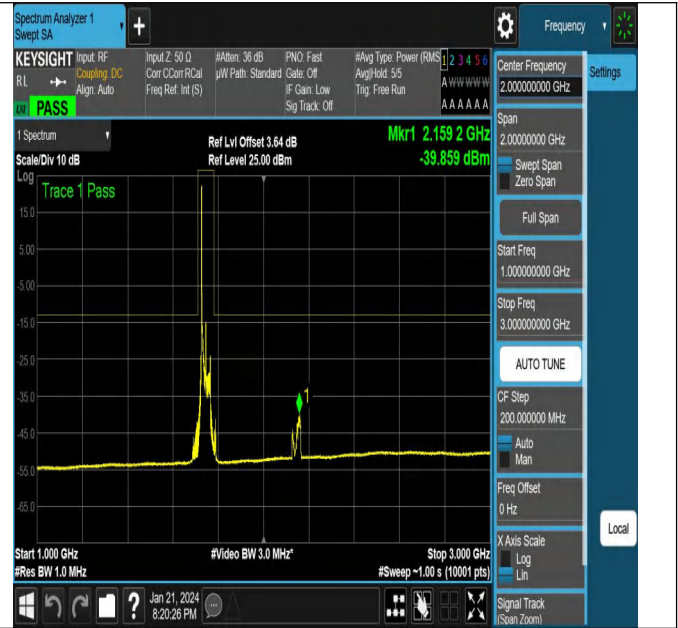 Spectrum Analyzer 1
Swept SA
+
Frequency
KEYSIGHT
RL
Input: RF
Coupling: DC
Align: Auto
Input Z: 50 Ω
Corr CCorr RCal
Freq Ref: Int (S)
#Atten: 36 dB
µW Path: Standard
PNO: Fast
Gate: Off
IF Gain: Low
Sig Track: Off
#Avg Type: Power (RMS
Avg|Hold: 5/5
Trig: Free Run
1 2 3 4 5 6
A W W W W W
A A A A A A
LXI PASS
1 Spectrum
Scale/Div 10 dB
Ref Lvl Offset 3.64 dB
Ref Level 25.00 dBm
Mkr1 2.159 2 GHz
-39.859 dBm
Log
Trace 1 Pass
15.0
5.00
-5.00
-15.0
-25.0
-35.0
-45.0
-55.0
-65.0
1
Start 1.000 GHz
#Res BW 1.0 MHz
#Video BW 3.0 MHz*
Stop 3.000 GHz
#Sweep ~1.00 s (10001 pts)
?
Jan 21, 2024
8:20:26 PM
Center Frequency
2.000000000 GHz
Settings
Span
2.00000000 GHz
Swept Span
Zero Span
Full Span
Start Freq
1.000000000 GHz
Stop Freq
3.000000000 GHz
AUTO TUNE
CF Step
200.000000 MHz
Auto
Man
Freq Offset
0 Hz
X Axis Scale
Log
Lin
Local
Signal Track
(Span Zoom)